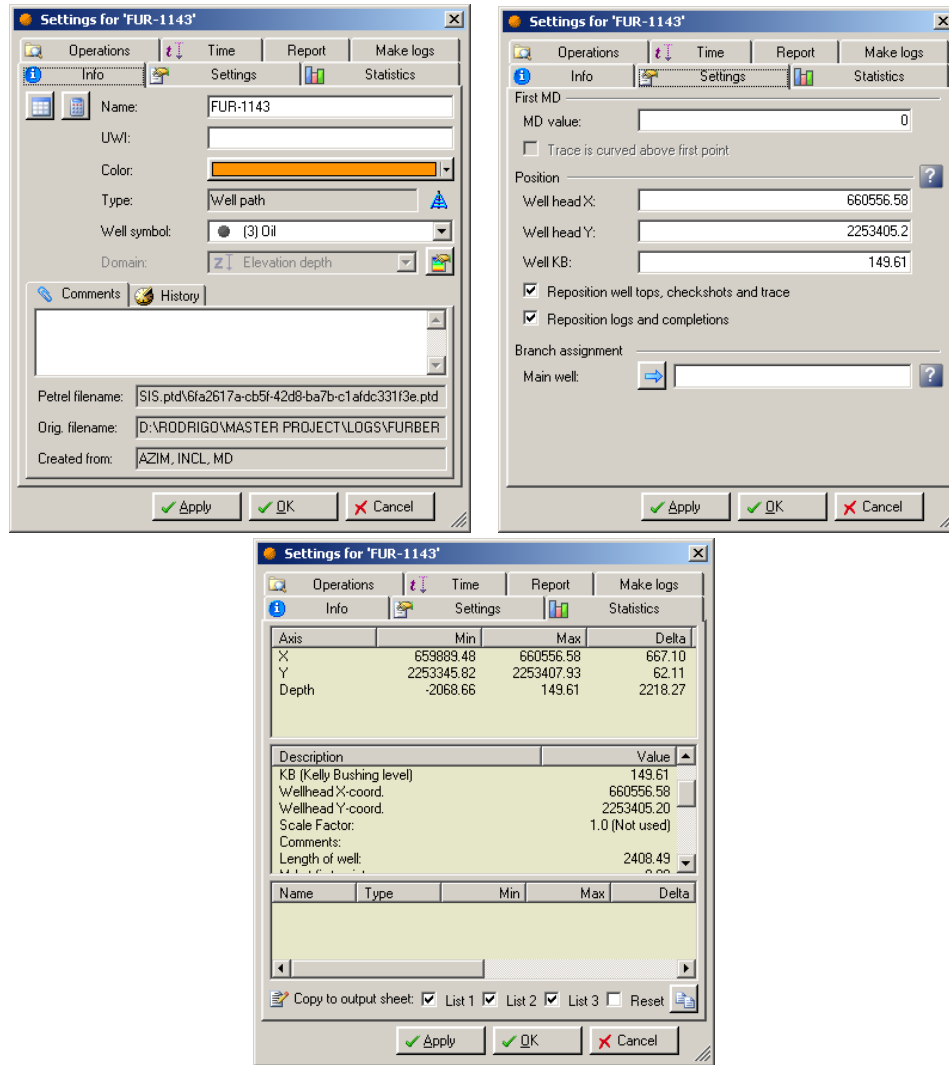 Settings for 'FUR-1143'
Operations t Time Report Make logs
Info Settings Statistics
Name: FUR-1143
UWI:
Color:
Type: Well path
Well symbol: (3) Oil
Domain: Z Elevation depth
Comments History
Petrel filename: SIS.ptd\6fa2617a-cb5f-42d8-ba7b-c1afdc331f3e.ptd
Orig. filename: D:\RODRIGO\MASTER PROJECT\LOGS\FURBER
Created from: AZIM, INCL, MD
Apply OK Cancel
Settings for 'FUR-1143'
Operations t Time Report Make logs
Info Settings Statistics
First MD
MD value: 0
Trace is curved above first point
Position ?
Well head X: 660556.58
Well head Y: 2253405.2
Well KB: 149.61
Reposition well tops, checkshots and trace
Reposition logs and completions
Branch assignment
Main well: ?
Apply OK Cancel
Settings for 'FUR-1143'
Operations t Time Report Make logs
Info Settings Statistics
Axis Min Max Delta
X 659889.48 660556.58 667.10
Y 2253345.82 2253407.93 62.11
Depth -2068.66 149.61 2218.27
Description Value
KB (Kelly Bushing level) 149.61
Wellhead X-coord. 660556.58
Wellhead Y-coord. 2253405.20
Scale Factor: 1.0 (Not used)
Comments:
Length of well: 2408.49
Name Type Min Max Delta
Copy to output sheet: List 1 List 2 List 3 Reset
Apply OK Cancel